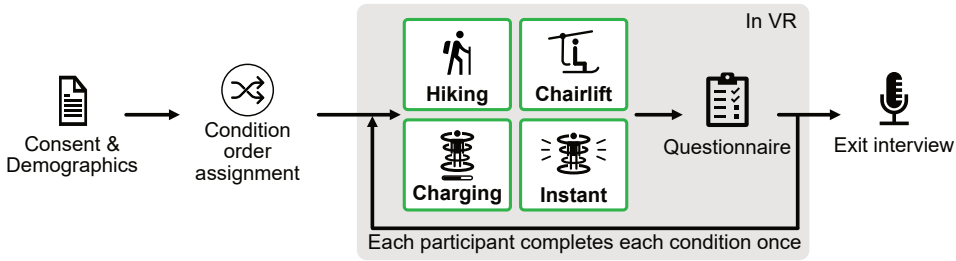 In VR
Hiking
Chairlift
Charging
Instant
Consent &
Demographics
Condition
order
assignment
Questionnaire
Exit interview
Each participant completes each condition once